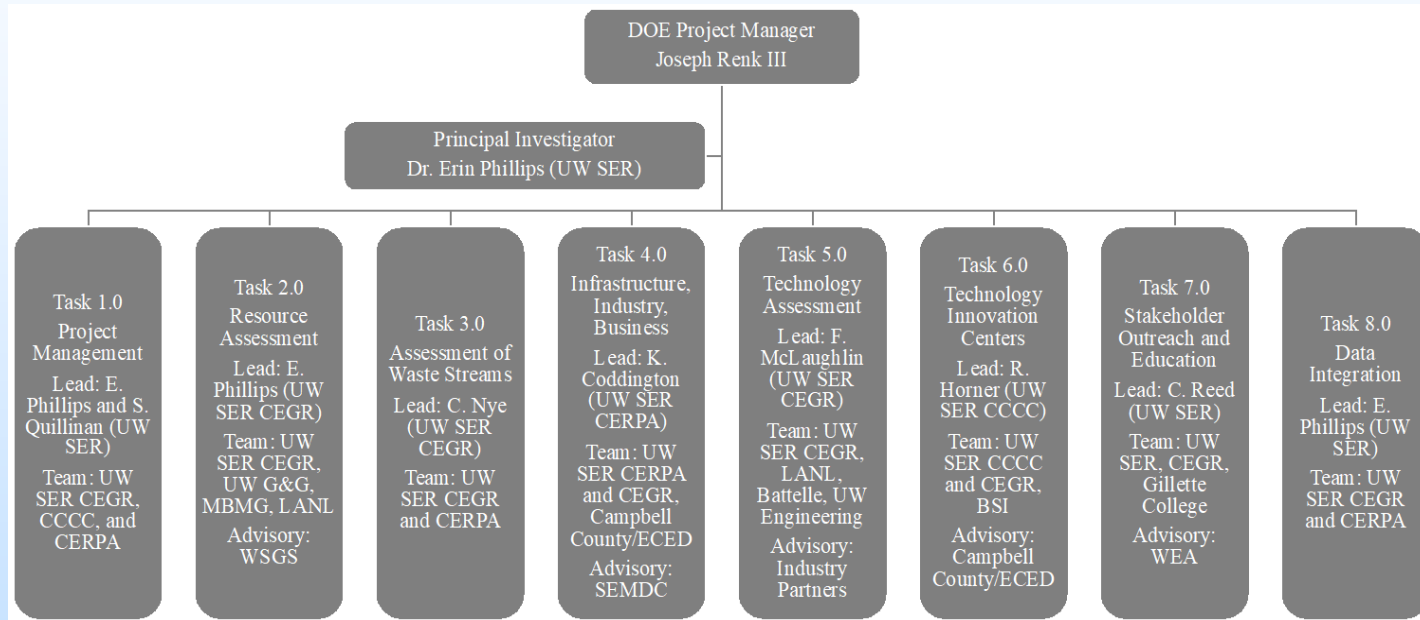 DOE Project Manager
Joseph Renk III
Principal Investigator
Dr. Erin Phillips (UW SER)
Task 1.0
Project
Management
Lead: E.
Phillips and S.
Quillinan (UW
SER)
Team: UW
SER CEGR,
CCCC, and
CERPA
Task 2.0
Resource
Assessment
Lead: E.
Phillips (UW
SER CEGR)
Team: UW
SER CEGR,
UW G&G,
MBMG, LANL
Advisory:
WSGS
Task 3.0
Assessment of
Waste Streams
Lead: C. Nye
(UW SER
CEGR)
Team: UW
SER CEGR
and CERPA
Task 4.0
Infrastructure,
Industry,
Business
Lead: K.
Coddington
(UW SER
CERPA)
Team: UW
SER CERPA
and CEGR,
Campbell
County/ECED
Advisory:
SEMDC
Task 5.0
Technology
Assessment
Lead: F.
McLaughlin
(UW SER
CEGR)
Team: UW
SER CEGR,
LANL,
Battelle, UW
Engineering
Advisory:
Industry
Partners
Task 6.0
Technology
Innovation
Centers
Lead: R.
Horner (UW
SER CCCC)
Team: UW
SER CCCC
and CEGR,
BSI
Advisory:
Campbell
County/ECED
Task 7.0
Stakeholder
Outreach and
Education
Lead: C. Reed
(UW SER)
Team: UW
SER, CEGR,
Gillette
College
Advisory:
WEA
Task 8.0
Data
Integration
Lead: E.
Phillips (UW
SER)
Team: UW
SER CEGR
and CERPA